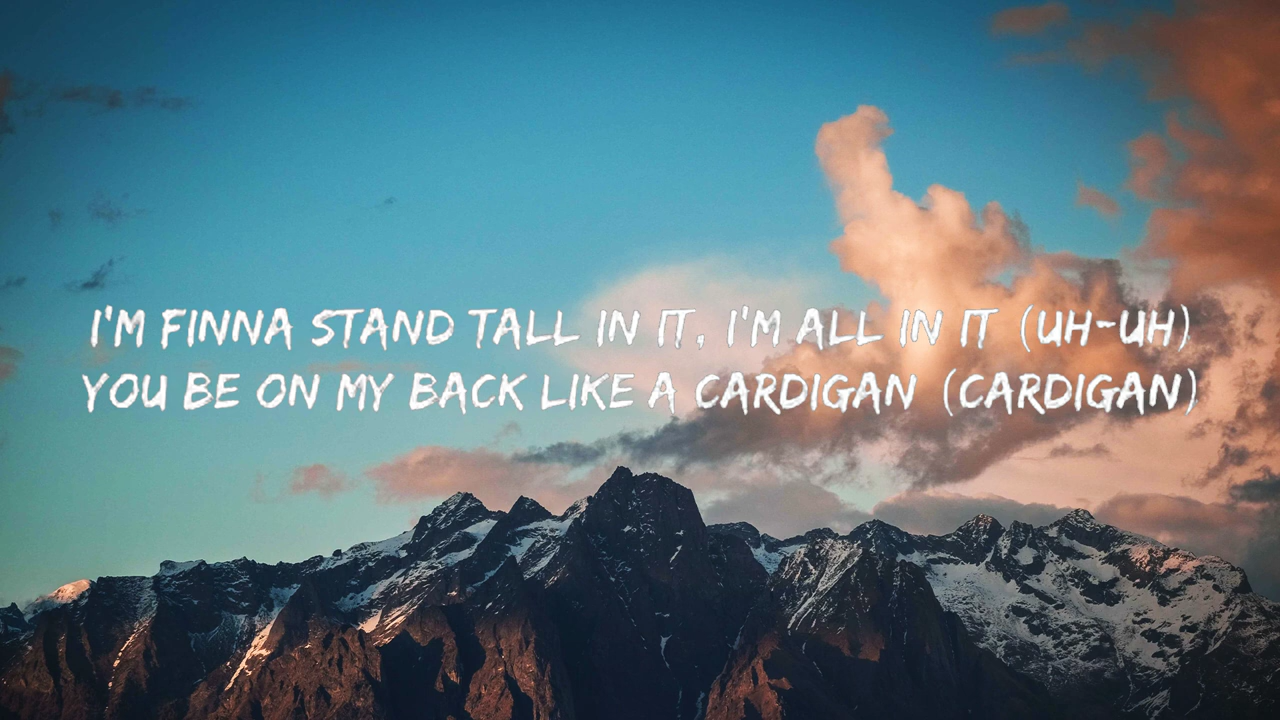 I'M FINNA STAND TALL IN IT, I'M ALL IN IT (UH-UH)
YOU BE ON MY BACK LIKE A CARDIGAN (CARDIGAN)